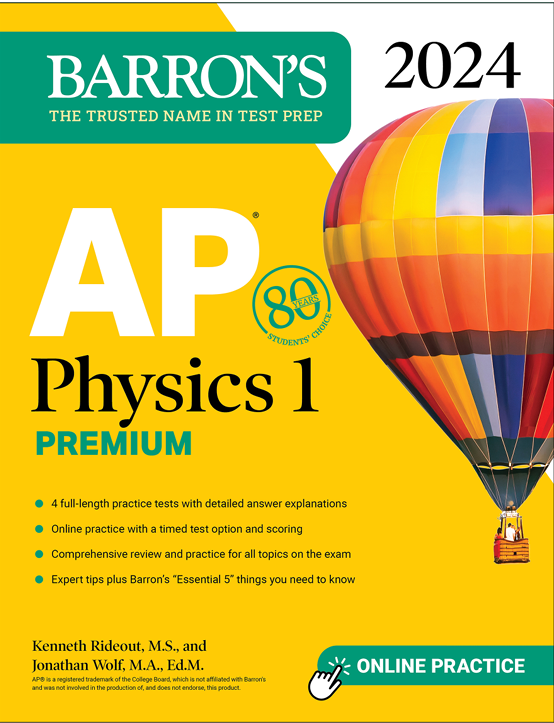 BARRON'S
THE TRUSTED NAME IN TEST PREP
2024
AP®
80
YEARS
STUDENTS' CHOICE
Physics 1
PREMIUM
4 full-length practice tests with detailed answer explanations
Online practice with a timed test option and scoring
Comprehensive review and practice for all topics on the exam
Expert tips plus Barron's “Essential 5” things you need to know
Kenneth Rideout, M.S., and
Jonathan Wolf, M.A., Ed.M.
AP® is a registered trademark of the College Board, which is not affiliated with Barron's
and was not involved in the production of, and does not endorse, this product.
ONLINE PRACTICE